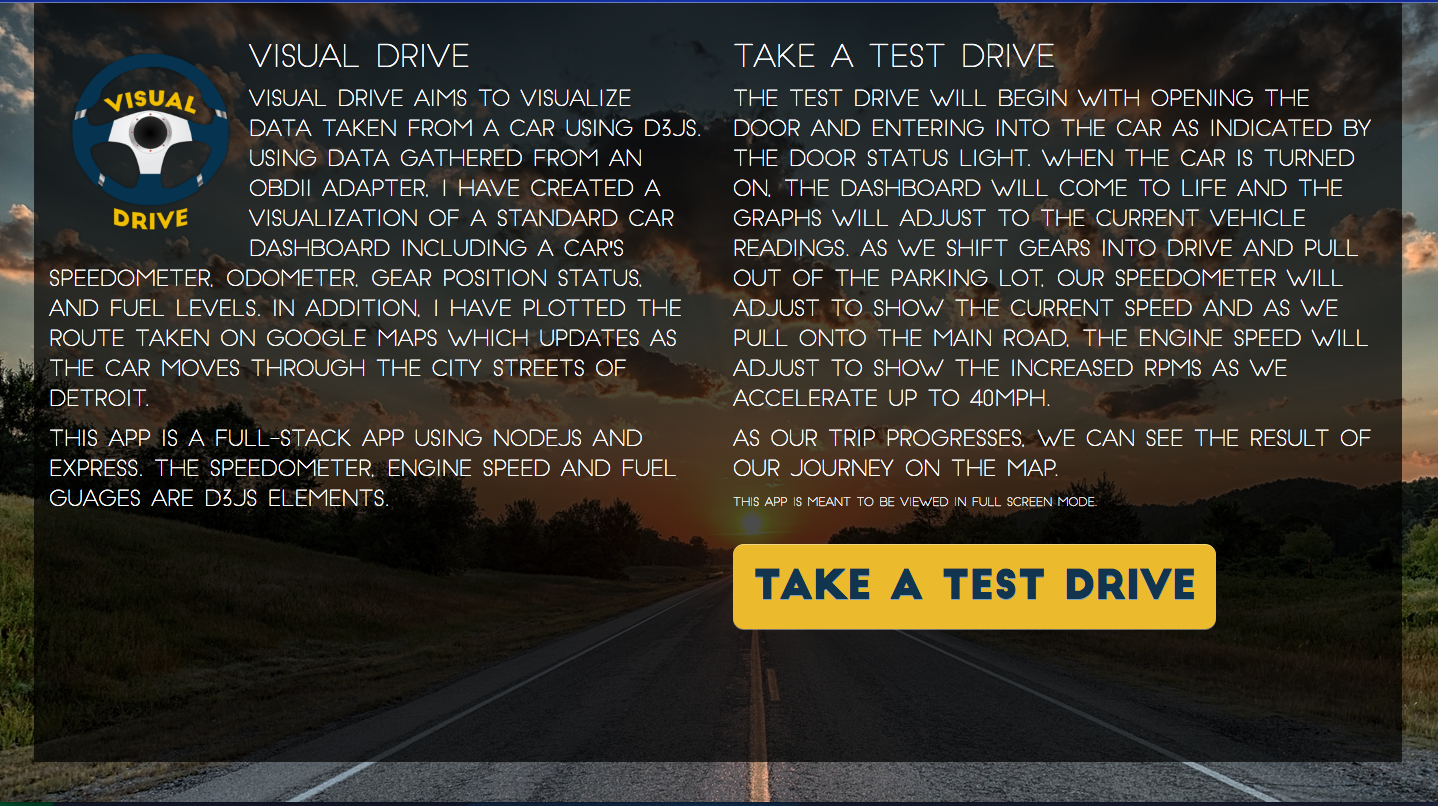 VISUAL
DRIVE
VISUAL DRIVE
VISUAL DRIVE AIMS TO VISUALIZE
DATA TAKEN FROM A CAR USING D3JS.
USING DATA GATHERED FROM AN
OBDII ADAPTER, I HAVE CREATED A
VISUALIZATION OF A STANDARD CAR
DASHBOARD INCLUDING A CAR'S
SPEEDOMETER, ODOMETER, GEAR POSITION STATUS,
AND FUEL LEVELS. IN ADDITION, I HAVE PLOTTED THE
ROUTE TAKEN ON GOOGLE MAPS WHICH UPDATES AS
THE CAR MOVES THROUGH THE CITY STREETS OF
DETROIT.
THIS APP IS A FULL-STACK APP USING NODEJS AND
EXPRESS. THE SPEEDOMETER, ENGINE SPEED AND FUEL
GUAGES ARE D3JS ELEMENTS.
TAKE A TEST DRIVE
THE TEST DRIVE WILL BEGIN WITH OPENING THE
DOOR AND ENTERING INTO THE CAR AS INDICATED BY
THE DOOR STATUS LIGHT. WHEN THE CAR IS TURNED
ON, THE DASHBOARD WILL COME TO LIFE AND THE
GRAPHS WILL ADJUST TO THE CURRENT VEHICLE
READINGS. AS WE SHIFT GEARS INTO DRIVE AND PULL
OUT OF THE PARKING LOT, OUR SPEEDOMETER WILL
ADJUST TO SHOW THE CURRENT SPEED AND AS WE
PULL ONTO THE MAIN ROAD, THE ENGINE SPEED WILL
ADJUST TO SHOW THE INCREASED RPMS AS WE
ACCELERATE UP TO 40MPH.
AS OUR TRIP PROGRESSES, WE CAN SEE THE RESULT OF
OUR JOURNEY ON THE MAP.
THIS APP IS MEANT TO BE VIEWED IN FULL SCREEN MODE.
TAKE A TEST DRIVE